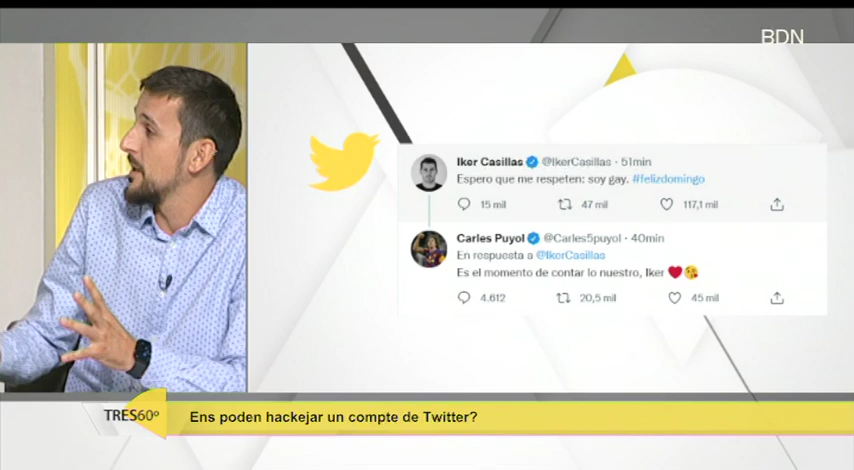 BDN
Iker Casillas @IkerCasillas · 51min
Espero que me respeten: soy gay. #felizdomingo
15 mil 47 mil 117,1 mil
Carles Puyol @Carles5puyol · 40min
En respuesta a @IkerCasillas
Es el momento de contar lo nuestro, Iker ❤️😘
4.612 20,5 mil 45 mil
TRES60º Ens poden hackejar un compte de Twitter?